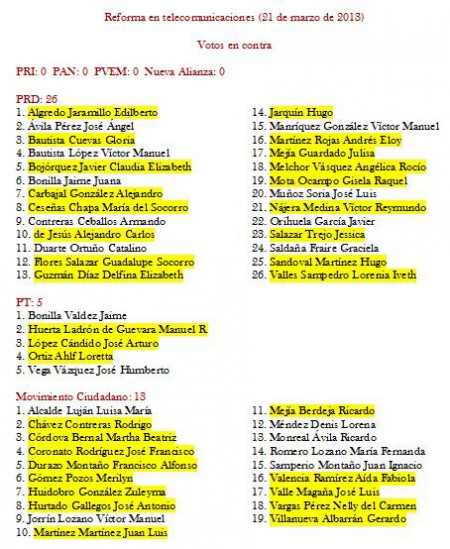 Reforma en telecomunicaciones (21 de marzo de 2013)
Votos en contra
PRI: 0 PAN: 0 PVEM: 0 Nueva Alianza: 0
PRD: 26
1. Algredo Jaramillo Edilberto
2. Ávila Pérez José Ángel
3. Bautista Cuevas Gloria
4. Bautista López Víctor Manuel
5. Bojórquez Javier Claudia Elizabeth
6. Bonilla Jaime Juana
7. Carbajal González Alejandro
8. Ceseñas Chapa María del Socorro
9. Contreras Ceballos Armando
10. de Jesús Alejandro Carlos
11. Duarte Ortuño Catalino
12. Flores Salazar Guadalupe Socorro
13. Guzmán Díaz Delfina Elizabeth
14. Jarquín Hugo
15. Manríquez González Víctor Manuel
16. Martínez Rojas Andrés Eloy
17. Mejía Guardado Julisa
18. Melchor Vásquez Angélica Rocío
19. Mota Ocampo Gisela Raquel
20. Muñoz Soria José Luis
21. Nájera Medina Víctor Reymundo
22. Orihuela García Javier
23. Salazar Trejo Jessica
24. Saldaña Fraire Graciela
25. Sandoval Martínez Hugo
26. Valles Sampedro Lorenia Iveth
PT: 5
1. Bonilla Valdez Jaime
2. Huerta Ladrón de Guevara Manuel R.
3. López Cándido José Arturo
4. Ortiz Ahlf Loretta
5. Vega Vázquez José Humberto
Movimiento Ciudadano: 13
1. Alcalde Luján Luisa María
2. Chávez Contreras Rodrigo
3. Córdova Bernal Martha Beatriz
4. Coronato Rodríguez José Francisco
5. Durazo Montaño Francisco Alfonso
6. Gómez Pozos Merilyn
7. Huidobro González Zuleyma
8. Hurtado Gallegos José Antonio
9. Jorrín Lozano Víctor Manuel
10. Martínez Martínez Juan Luis
11. Mejía Berdeja Ricardo
12. Méndez Denis Lorena
13. Monreal Ávila Ricardo
14. Romero Lozano María Fernanda
15. Samperio Montaño Juan Ignacio
16. Valencia Ramírez Aída Fabiola
17. Valle Magaña José Luis
18. Vargas Pérez Nelly del Carmen
19. Villanueva Albarrán Gerardo